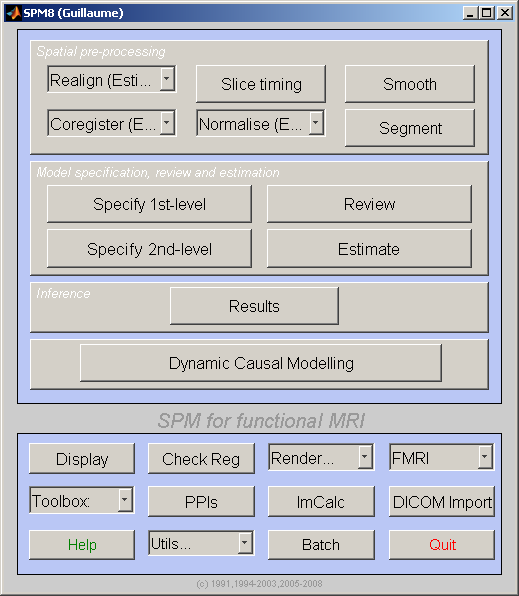 SPM8 (Guillaume)
Spatial pre-processing
Realign (Esti...
Slice timing
Smooth
Coregister (E...
Normalise (E...
Segment
Model specification, review and estimation
Specify 1st-level
Review
Specify 2nd-level
Estimate
Inference
Results
Dynamic Causal Modelling
SPM for functional MRI
Display
Check Reg
Render...
FMRI
Toolbox:
PPIs
ImCalc
DICOM Import
Help
Utils...
Batch
Quit
(c) 1991,1994-2003,2005-2008